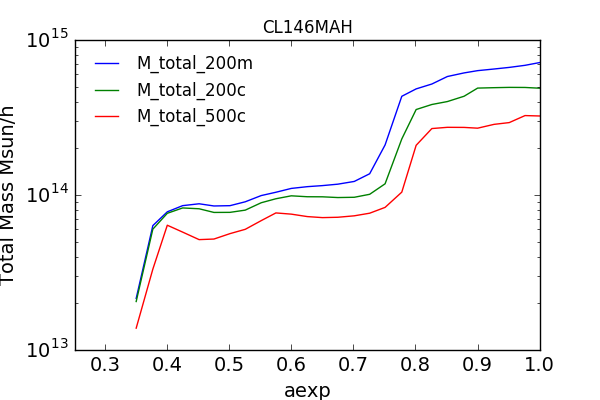 CL146MAH
10^15
M_total_200m
M_total_200c
M_total_500c
Total Mass Msun/h
10^14
10^13
0.3 0.4 0.5 0.6 0.7 0.8 0.9 1.0
aexp